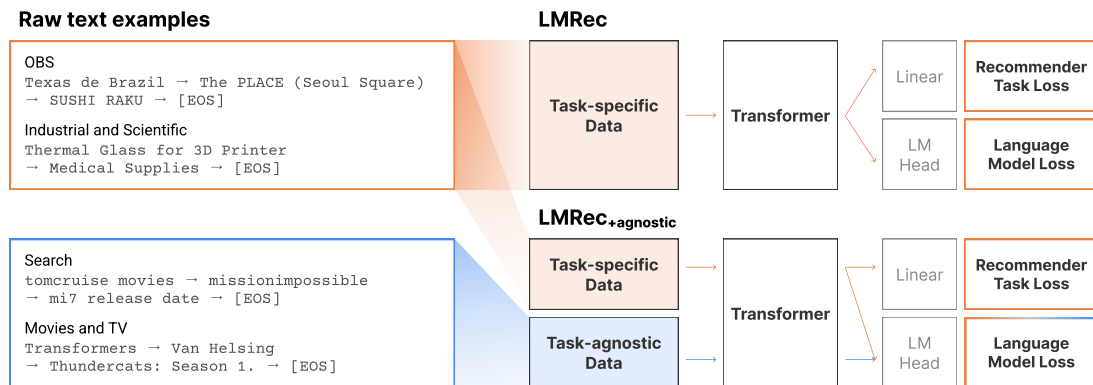 Raw text examples
OBS
Texas de Brazil → The PLACE (Seoul Square)
→ SUSHI RAKU → [EOS]
Industrial and Scientific
Thermal Glass for 3D Printer
→ Medical Supplies → [EOS]
Search
tomcruise movies → missionimpossible
→ mi7 release date → [EOS]
Movies and TV
Transformers → Van Helsing
→ Thundercats: Season 1. → [EOS]
LMRec
Task-specific
Data
Transformer
Linear
Recommender
Task Loss
LM
Head
Language
Model Loss
LMRec+agnostic
Task-specific
Data
Task-agnostic
Data
Transformer
Linear
Recommender
Task Loss
LM
Head
Language
Model Loss